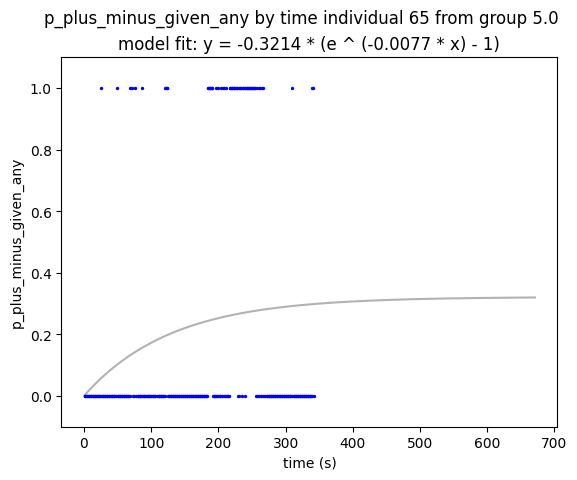 p_plus_minus_given_any by time individual 65 from group 5.0
model fit: y = -0.3214 * (e ^ (-0.0077 * x) - 1)
1.0
0.8
0.6
0.4
0.2
0.0
p_plus_minus_given_any
0 100 200 300 400 500 600 700
time (s)